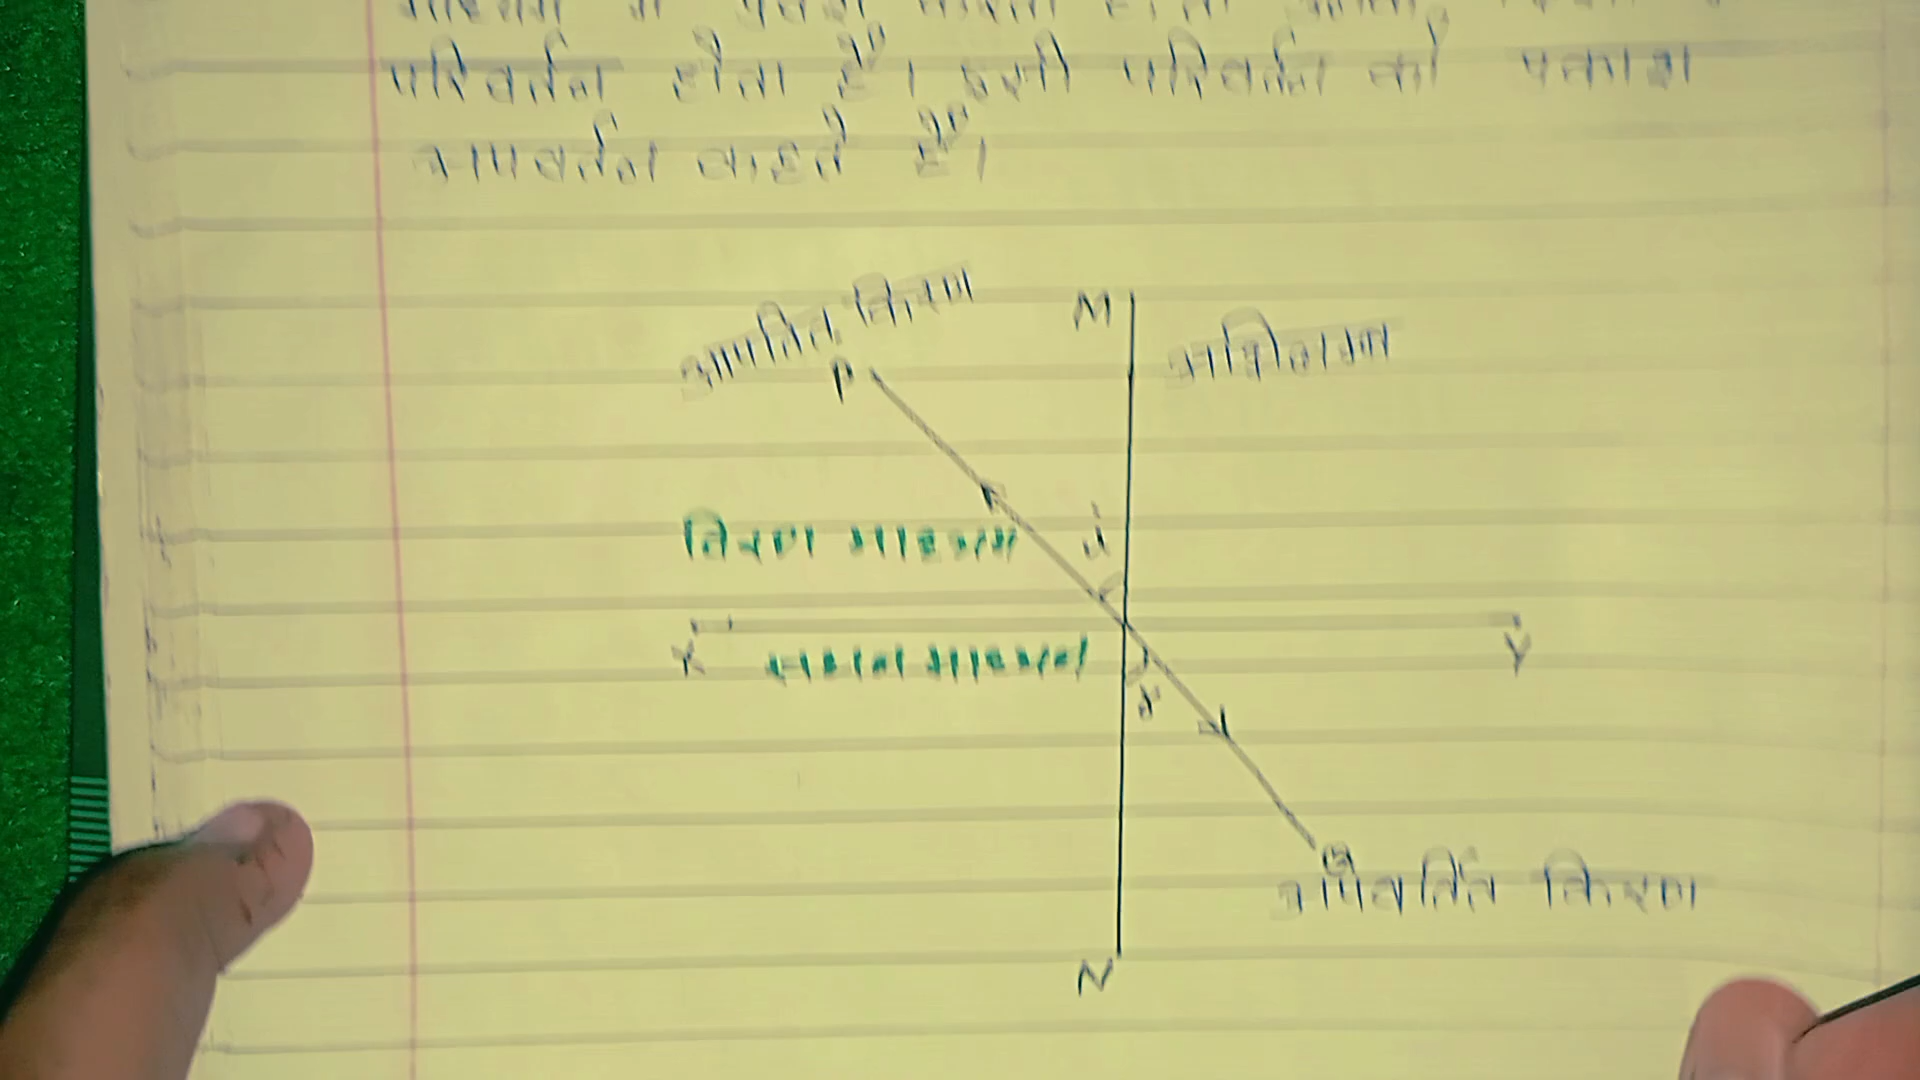 परिवर्तन होता है। इसी परिवर्तन को प्रकाश
अपवर्तन कहते हैं।
आपतित किरण
M
P
अभिलम्ब
i
विरण माध्यम
X
Y
सघन माध्यम
r
Q
अपवर्तित किरण
N